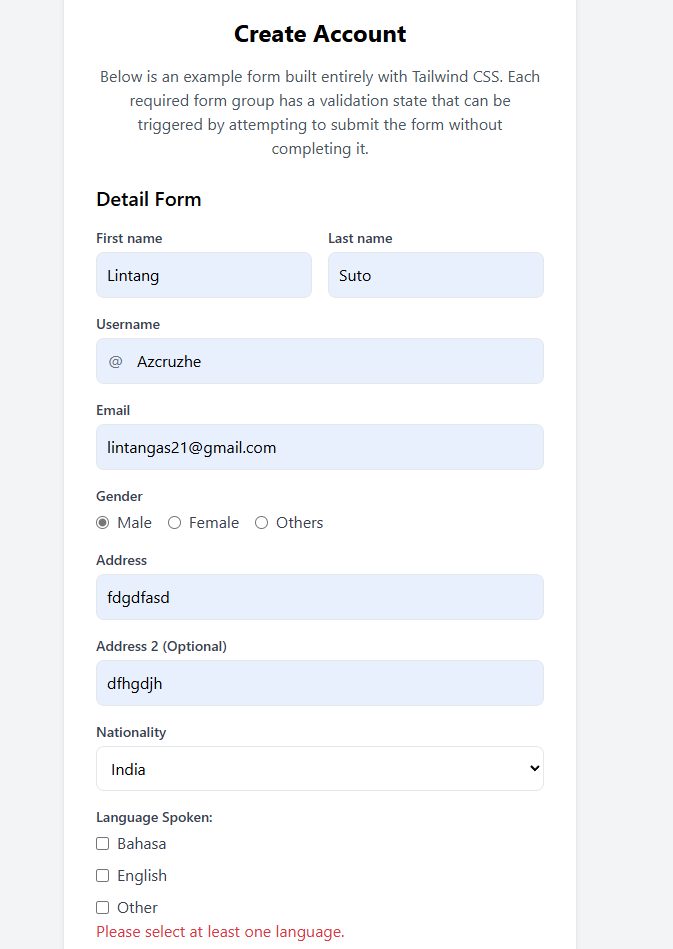 Create Account
Below is an example form built entirely with Tailwind CSS. Each
required form group has a validation state that can be
triggered by attempting to submit the form without
completing it.
Detail Form
First name Last name
Lintang Suto
Username
@ Azcruzhe
Email
lintangas21@gmail.com
Gender
Male Female Others
Address
fdgdfasd
Address 2 (Optional)
dfhgdjh
Nationality
India
Language Spoken:
Bahasa
English
Other
Please select at least one language.